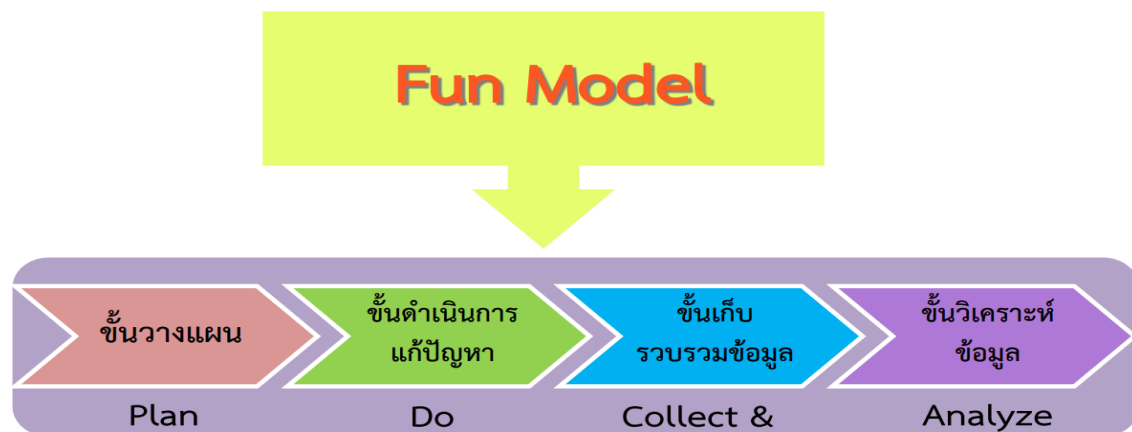 Fun Model
ขั้นวางแผน
ขั้นดำเนินการ
แก้ปัญหา
ขั้นเก็บ
รวบรวมข้อมูล
ขั้นวิเคราะห์
ข้อมูล
Plan
Do
Collect &
Analyze